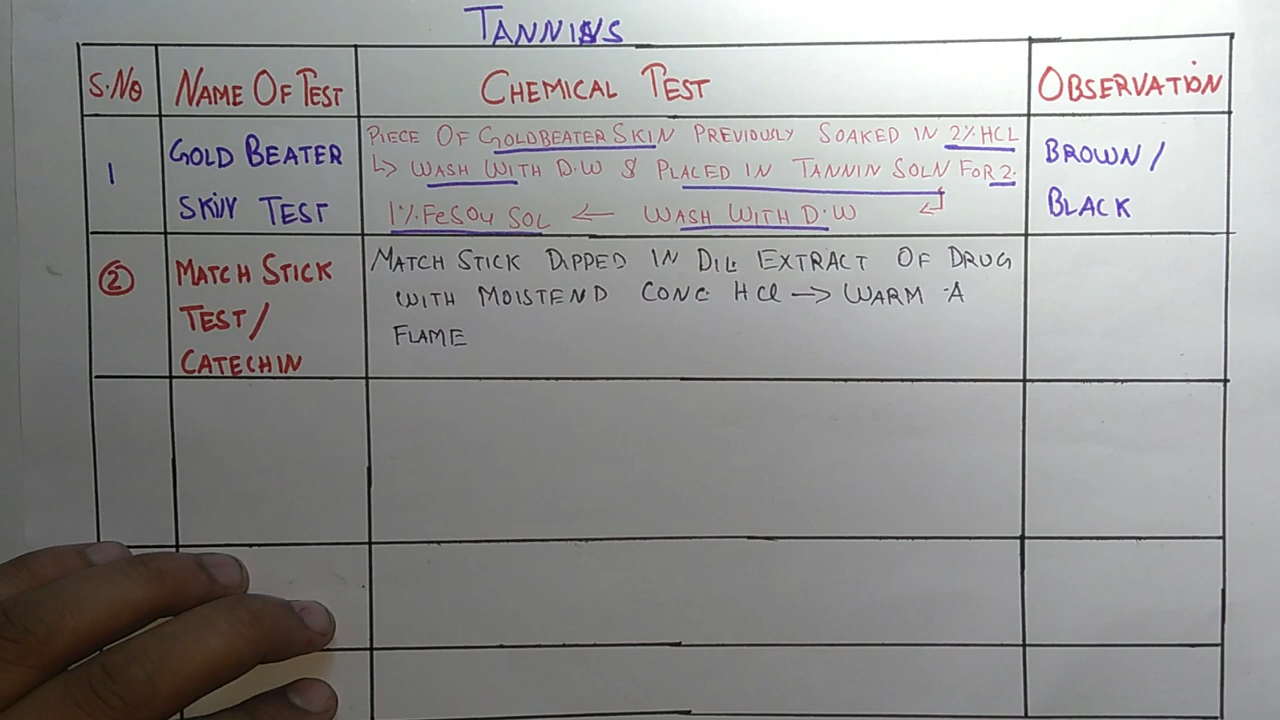 TANNINS
S.NO NAME OF TEST CHEMICAL TEST OBSERVATION
1
GOLD BEATER
SKIN TEST
PIECE OF GOLDBEATER SKIN PREVIOUSLY SOAKED IN 2% HCL
↳ WASH WITH D.W & PLACED IN TANNIN SOLN FOR 2.
1% FeSO4 SOL ← WASH WITH D.W ↲
BROWN /
BLACK
2
MATCH STICK
TEST /
CATECHIN
MATCH STICK DIPPED IN DIL EXTRACT OF DRUG
WITH MOISTEND CONC HCl → WARM A
FLAME